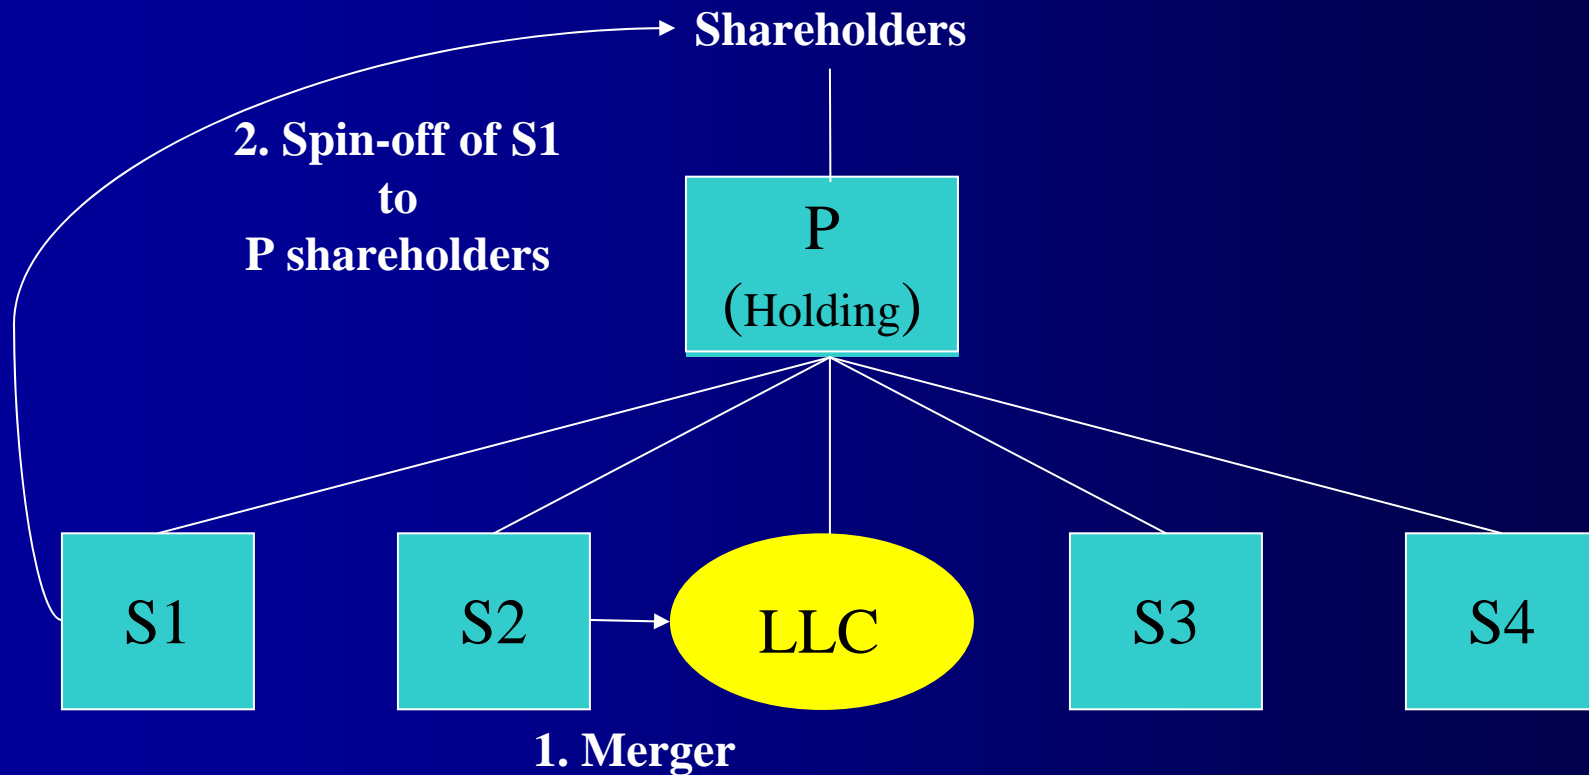 Shareholders
2. Spin-off of S1
to
P shareholders
P
(Holding)
S1
S2
LLC
S3
S4
1. Merger